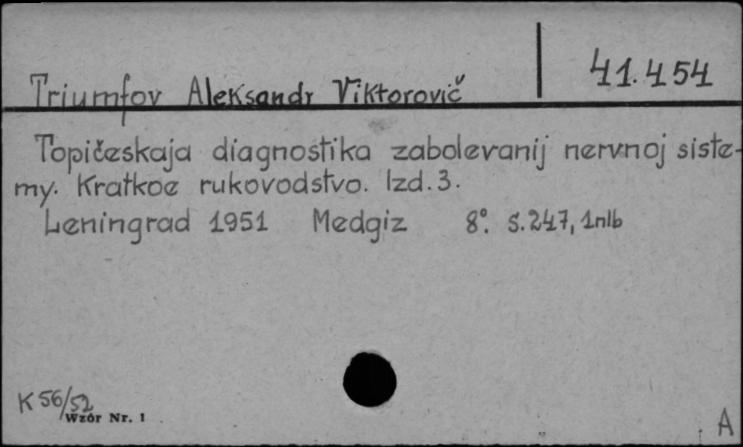 41.454
Triumfov Aleksandr Viktorovič
Topičeskaja diagnostika zabolevanij nervnoj siste-
my. Kratkoe rukovodstvo. Izd. 3.
Leningrad 1951 Medgiz 8°. S. 247, 1nlb
K 56/52
Wzór Nr. 1
A